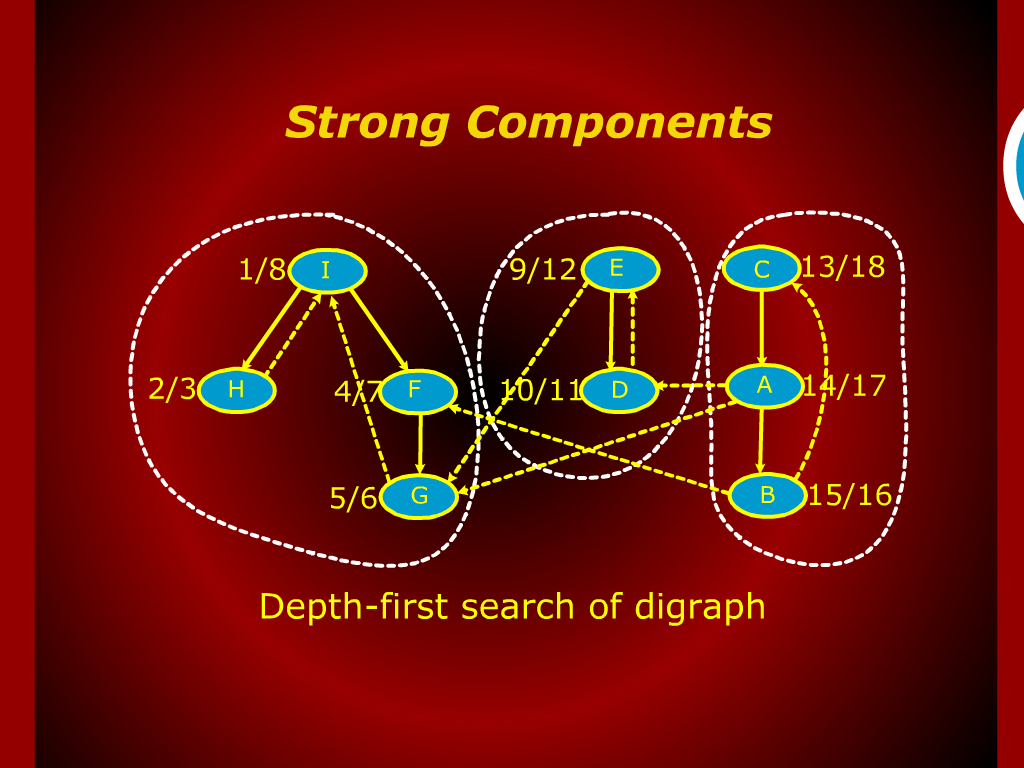 Strong Components
1/8 I 9/12 E C 13/18
2/3 H 4/7 F 10/11 D A 14/17
5/6 G B 15/16
Depth-first search of digraph